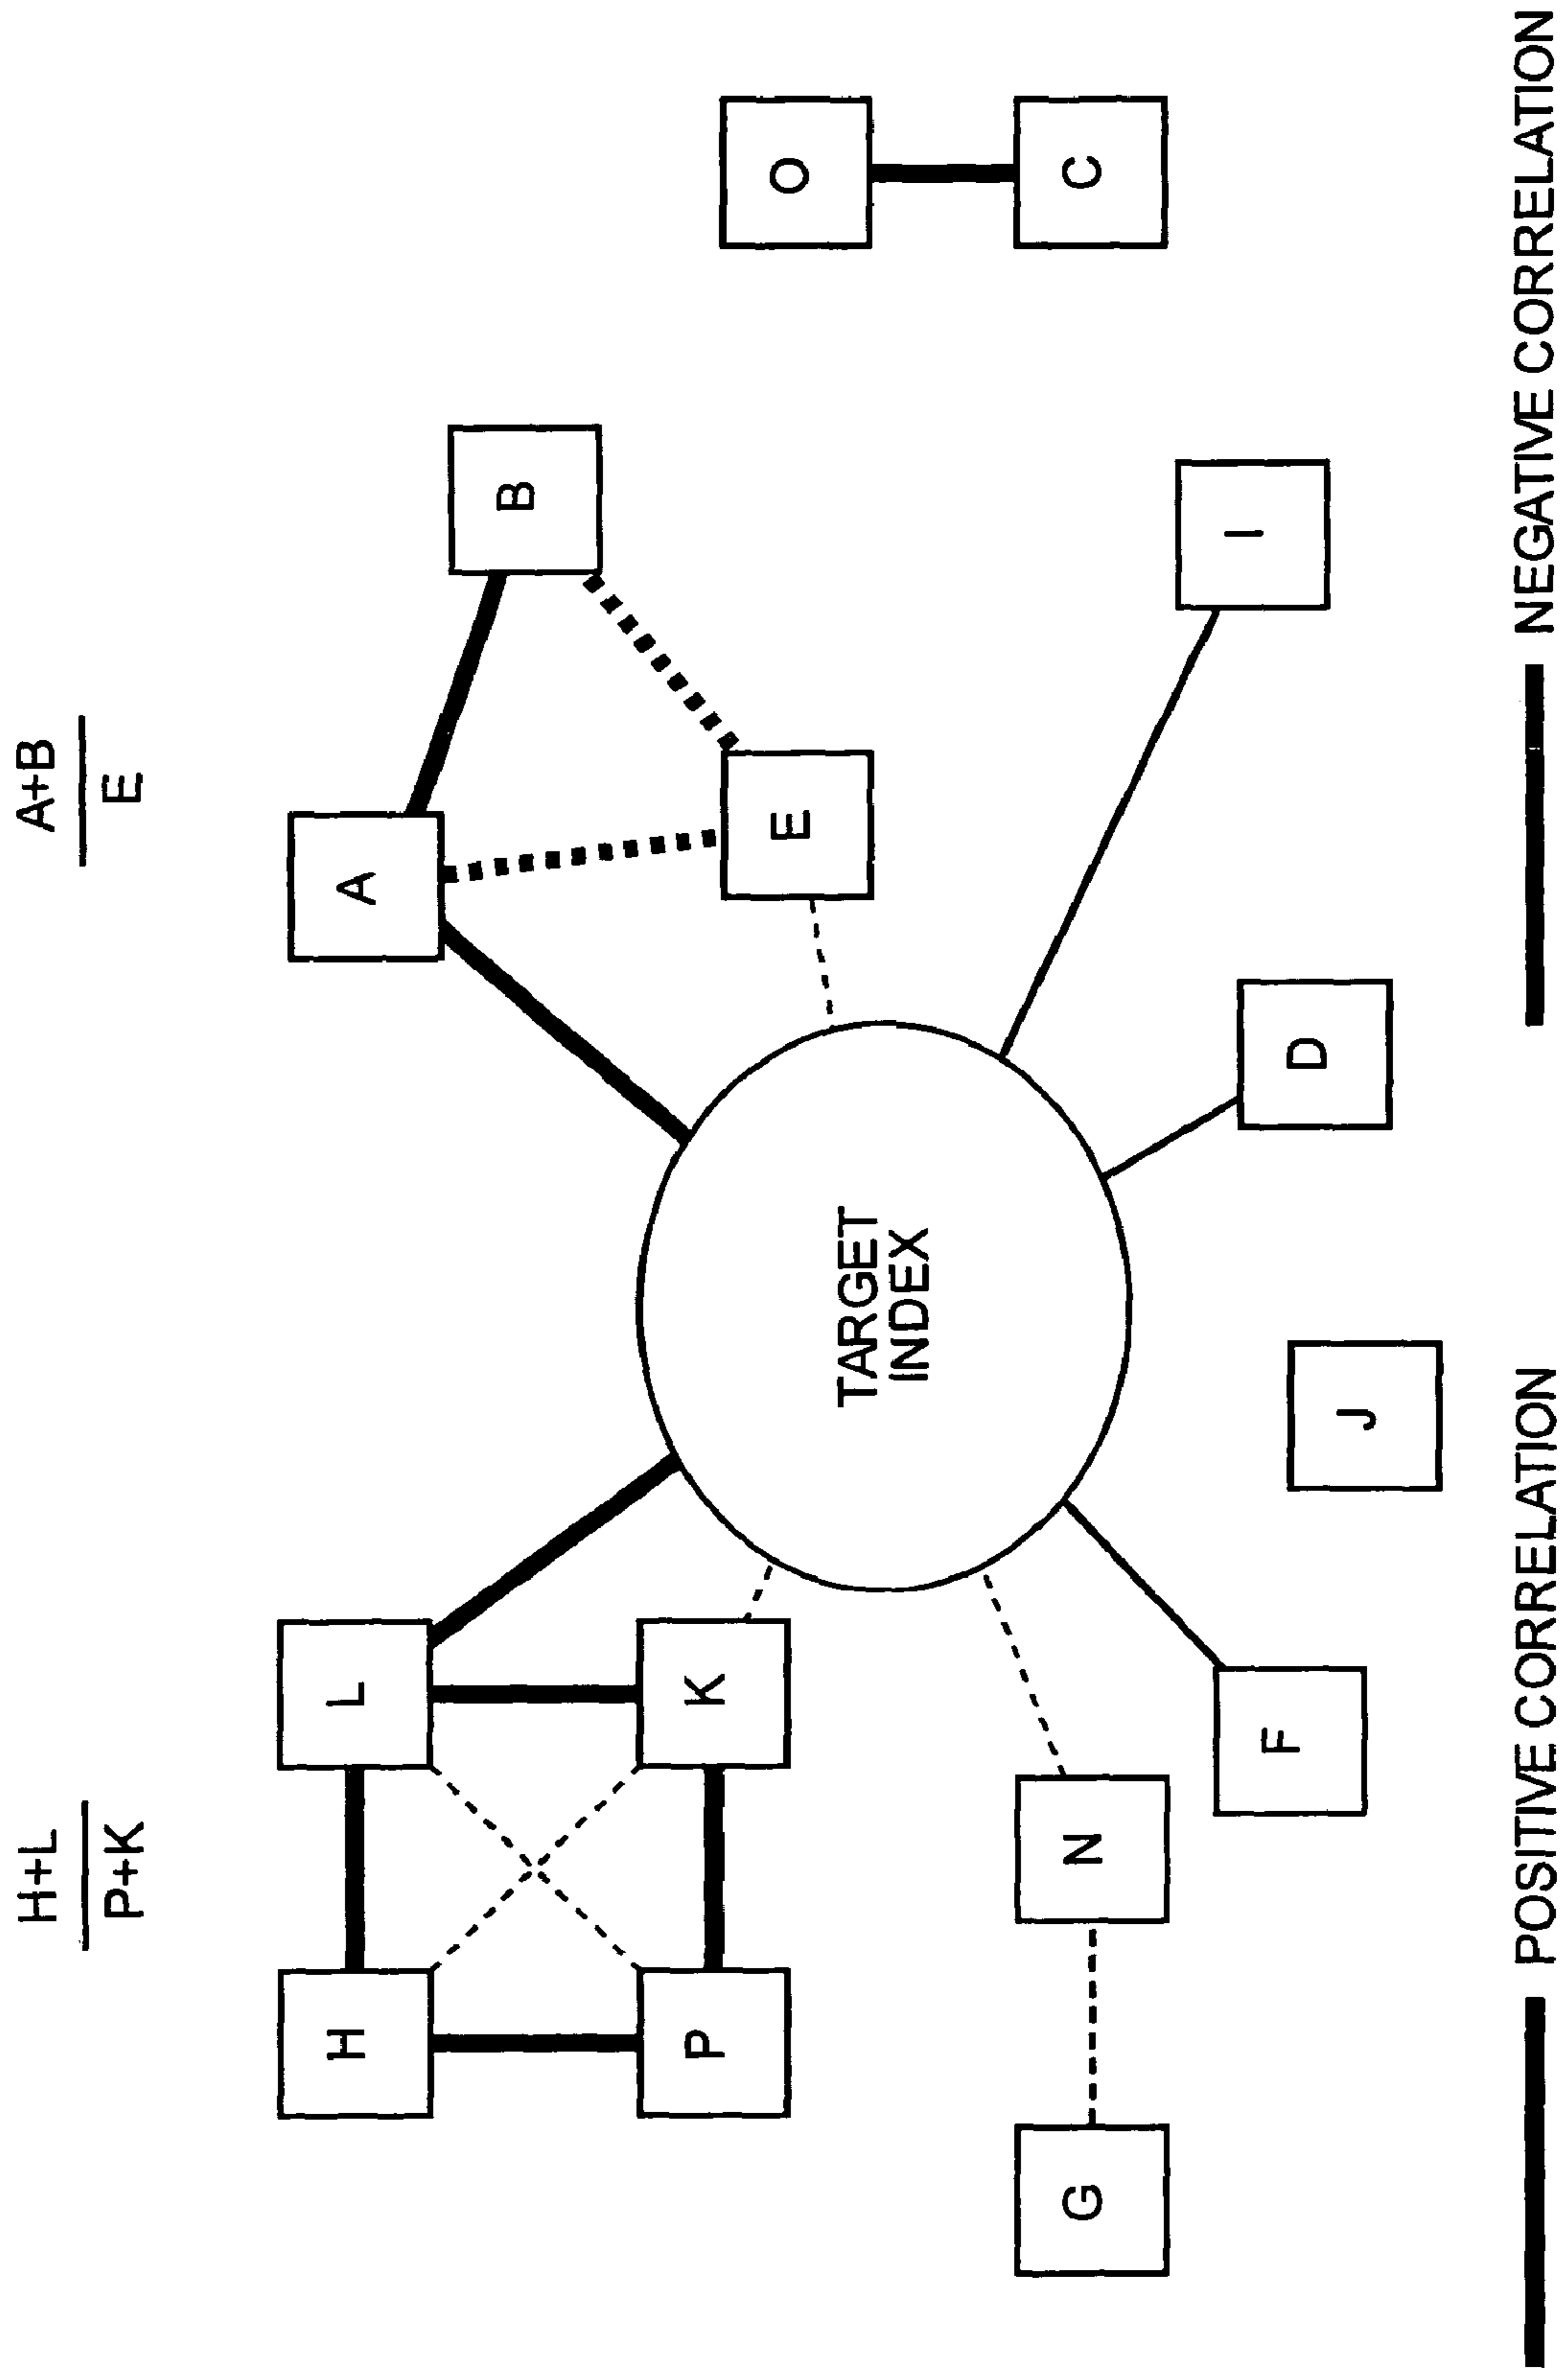 H+L
P+K
A+B
E
H
L
A
B
P
K
E
O
TARGET
INDEX
G
N
C
F
I
D
J
POSITIVE CORRELATION
NEGATIVE CORRELATION